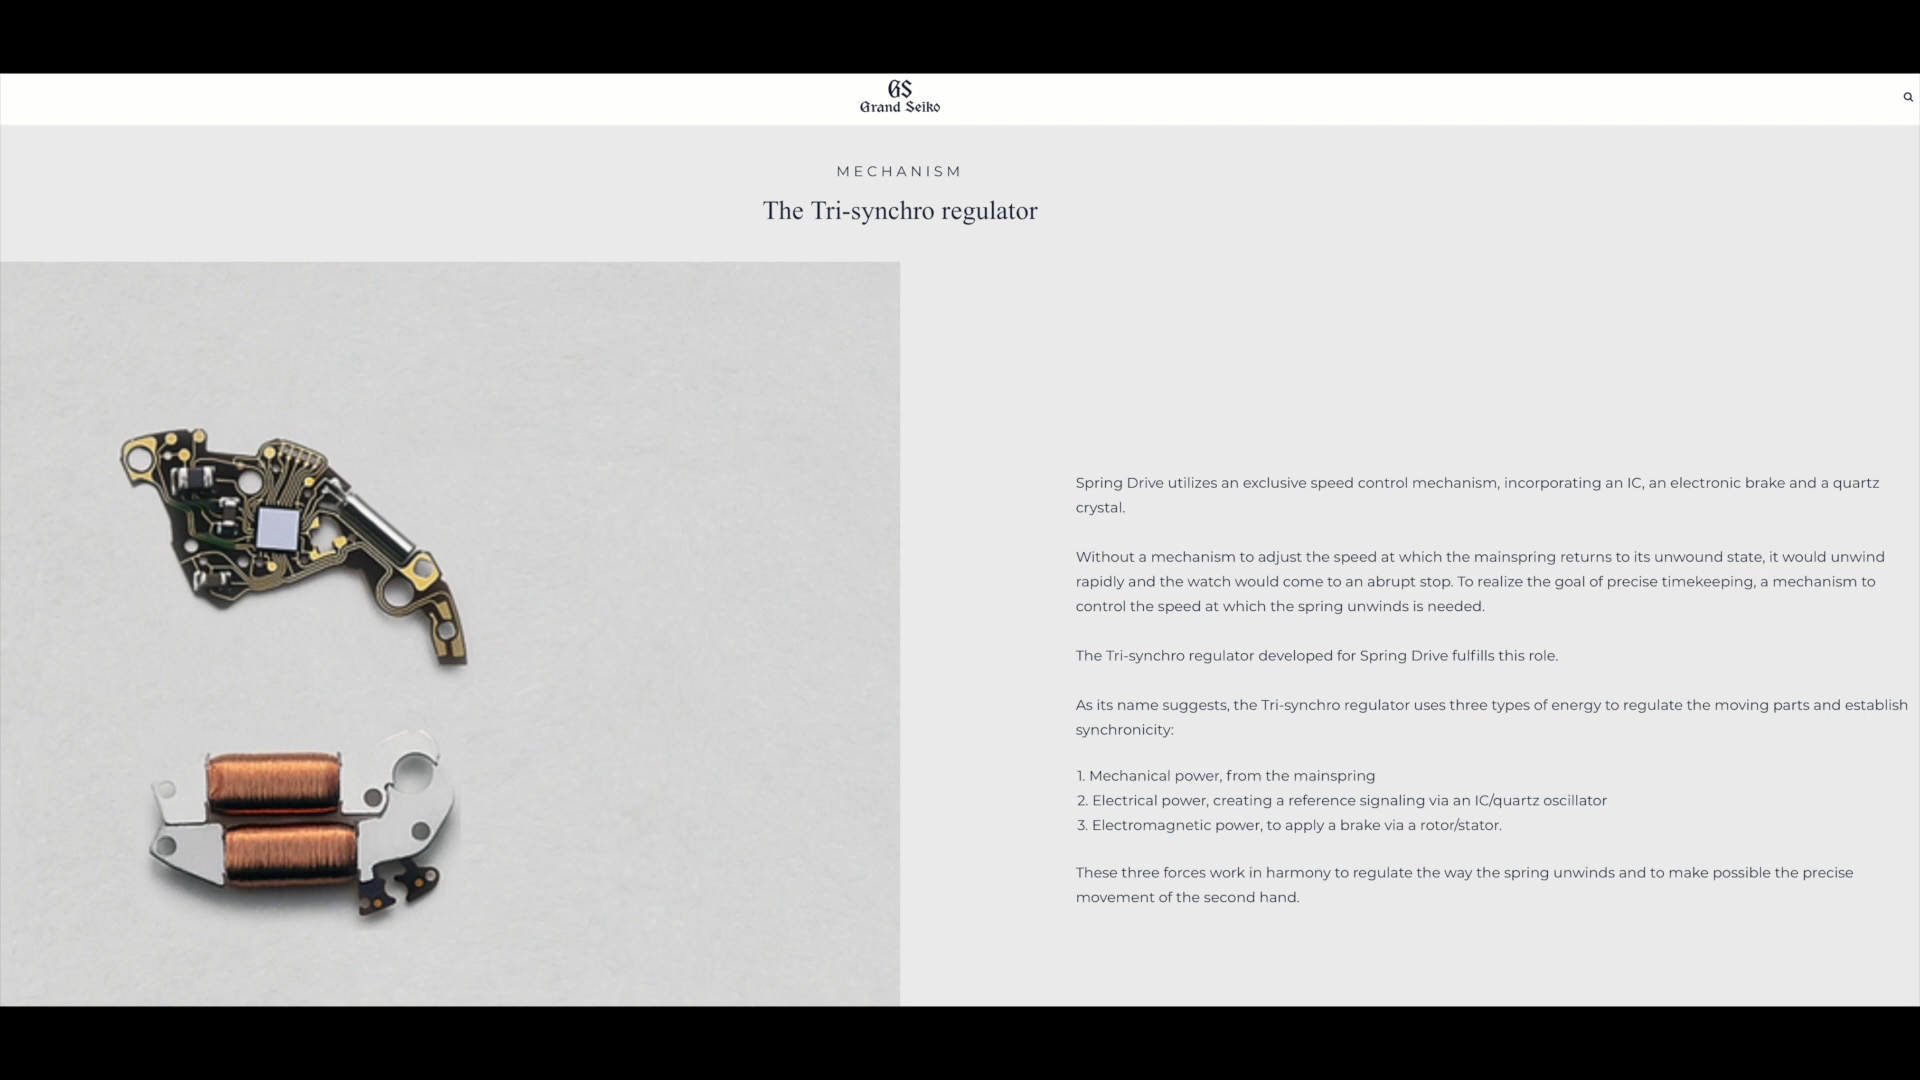 GS
Grand Seiko
MECHANISM
The Tri-synchro regulator
Spring Drive utilizes an exclusive speed control mechanism, incorporating an IC, an electronic brake and a quartz
crystal.
Without a mechanism to adjust the speed at which the mainspring returns to its unwound state, it would unwind
rapidly and the watch would come to an abrupt stop. To realize the goal of precise timekeeping, a mechanism to
control the speed at which the spring unwinds is needed.
The Tri-synchro regulator developed for Spring Drive fulfills this role.
As its name suggests, the Tri-synchro regulator uses three types of energy to regulate the moving parts and establish
synchronicity:
1. Mechanical power, from the mainspring
2. Electrical power, creating a reference signaling via an IC/quartz oscillator
3. Electromagnetic power, to apply a brake via a rotor/stator.
These three forces work in harmony to regulate the way the spring unwinds and to make possible the precise
movement of the second hand.